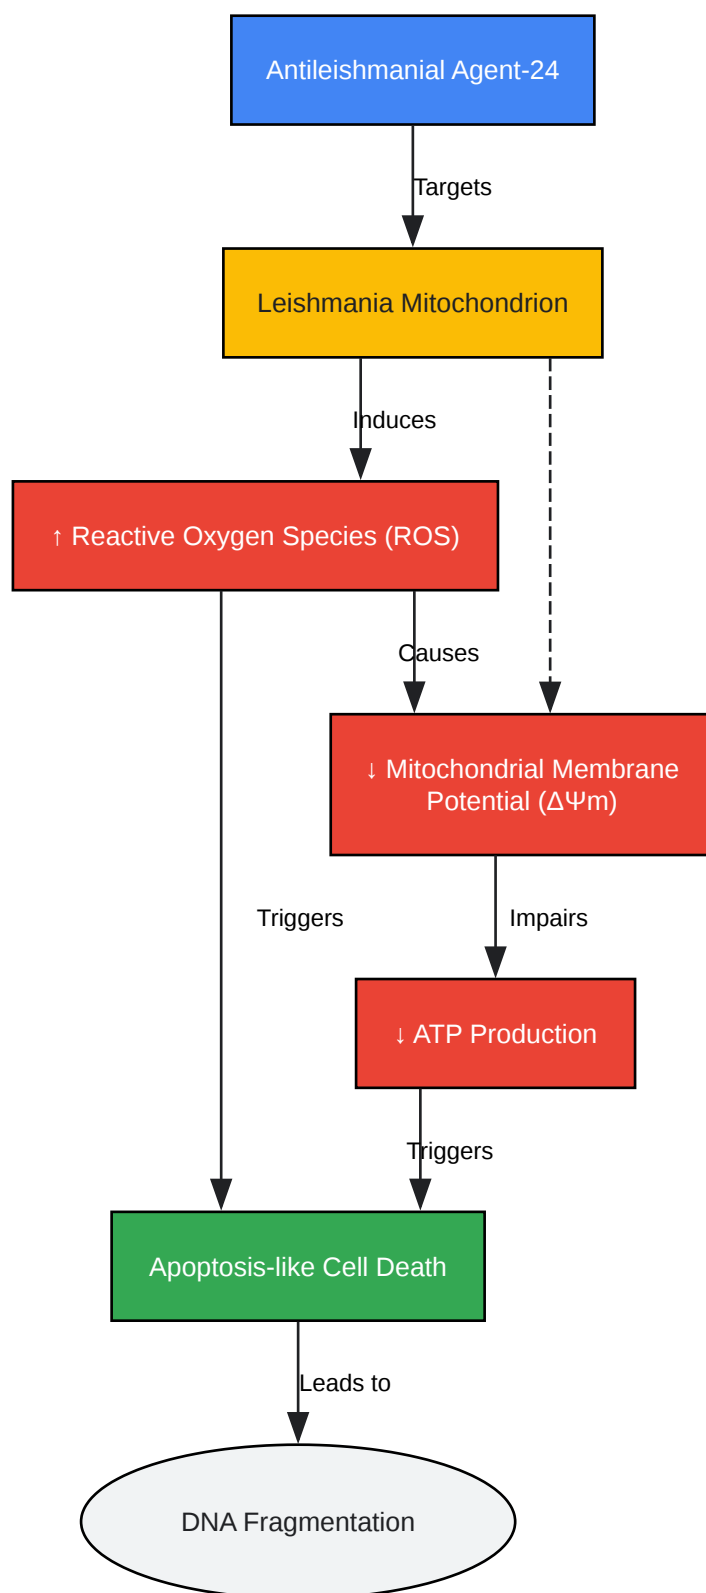 Antileishmanial Agent-24
Targets
Leishmania Mitochondrion
Induces
↑ Reactive Oxygen Species (ROS)
Causes
↓ Mitochondrial Membrane
Potential (ΔΨm)
Triggers
Impairs
↓ ATP Production
Triggers
Apoptosis-like Cell Death
Leads to
DNA Fragmentation